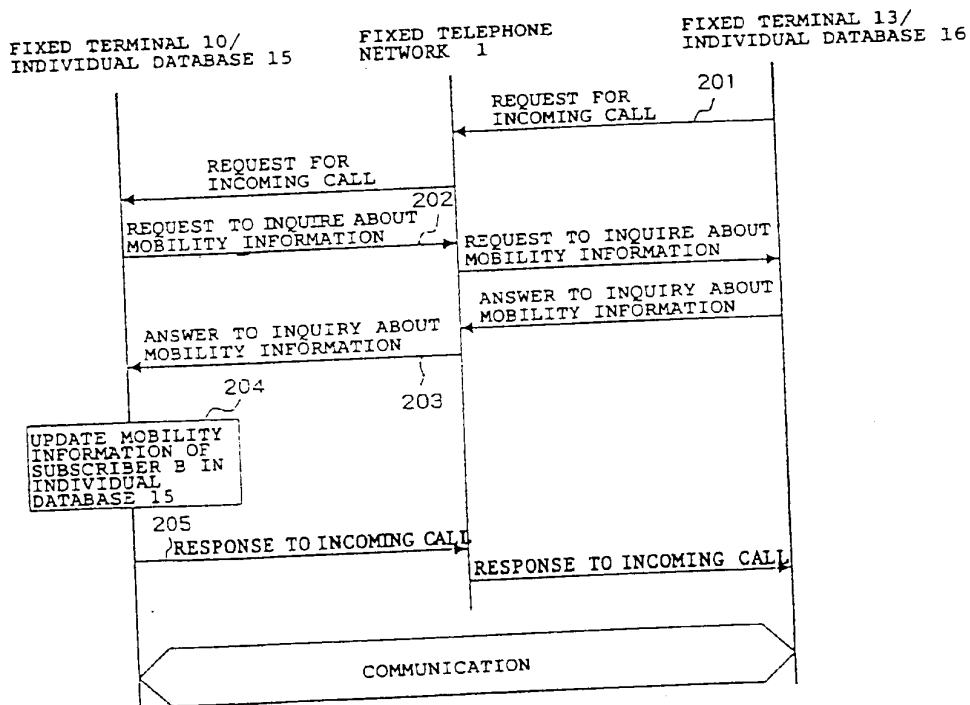 FIXED TERMINAL 10/
INDIVIDUAL DATABASE 15
FIXED TELEPHONE
NETWORK 1
FIXED TERMINAL 13/
INDIVIDUAL DATABASE 16
REQUEST FOR
INCOMING CALL
201
REQUEST FOR
INCOMING CALL
202
REQUEST TO INQUIRE ABOUT
MOBILITY INFORMATION
REQUEST TO INQUIRE ABOUT
MOBILITY INFORMATION
ANSWER TO INQUIRY ABOUT
MOBILITY INFORMATION
ANSWER TO INQUIRY ABOUT
MOBILITY INFORMATION
203
204
UPDATE MOBILITY
INFORMATION OF
SUBSCRIBER B IN
INDIVIDUAL
DATABASE 15
205
RESPONSE TO INCOMING CALL
RESPONSE TO INCOMING CALL
COMMUNICATION